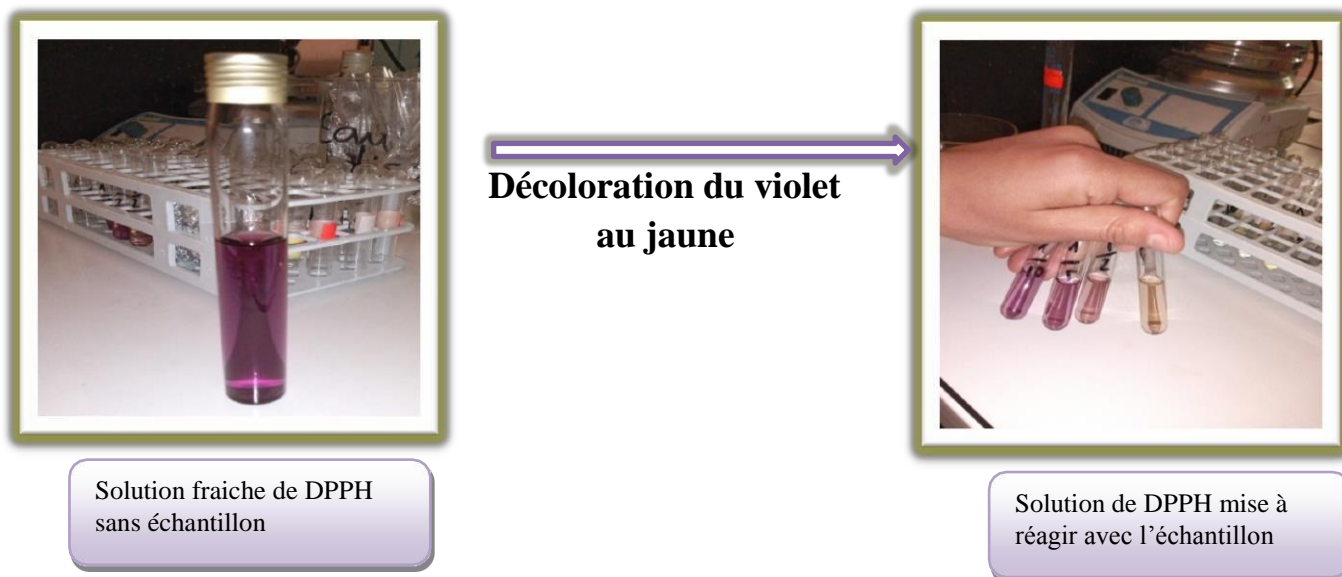 Décoloration du violet
au jaune
Solution fraiche de DPPH
sans échantillon
Solution de DPPH mise à
réagir avec l'échantillon